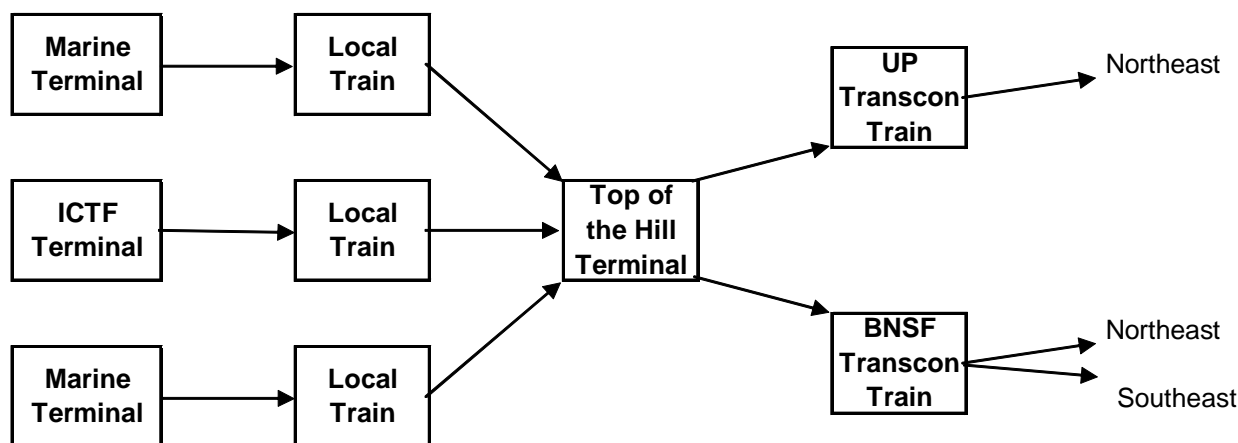 Marine
Terminal
Local
Train
UP
Transcon
Train
Northeast
ICTF
Terminal
Local
Train
Top of
the Hill
Terminal
Marine
Terminal
Local
Train
BNSF
Transcon
Train
Northeast
Southeast